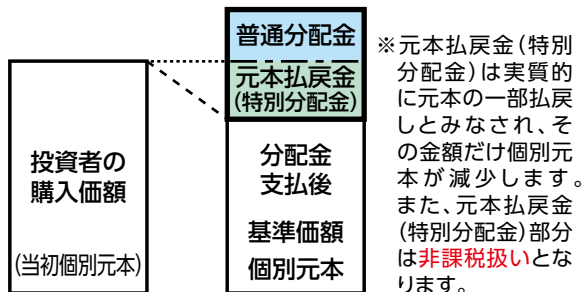 投資者の
購入価額
(当初個別元本)
普通分配金
元本払戻金
(特別分配金)
分配金
支払後
基準価額
個別元本
※元本払戻金(特別
分配金)は実質的
に元本の一部払戻
しとみなされ、そ
の金額だけ個別元
本が減少します。
また、元本払戻金
(特別分配金)部分
は非課税扱いとな
ります。